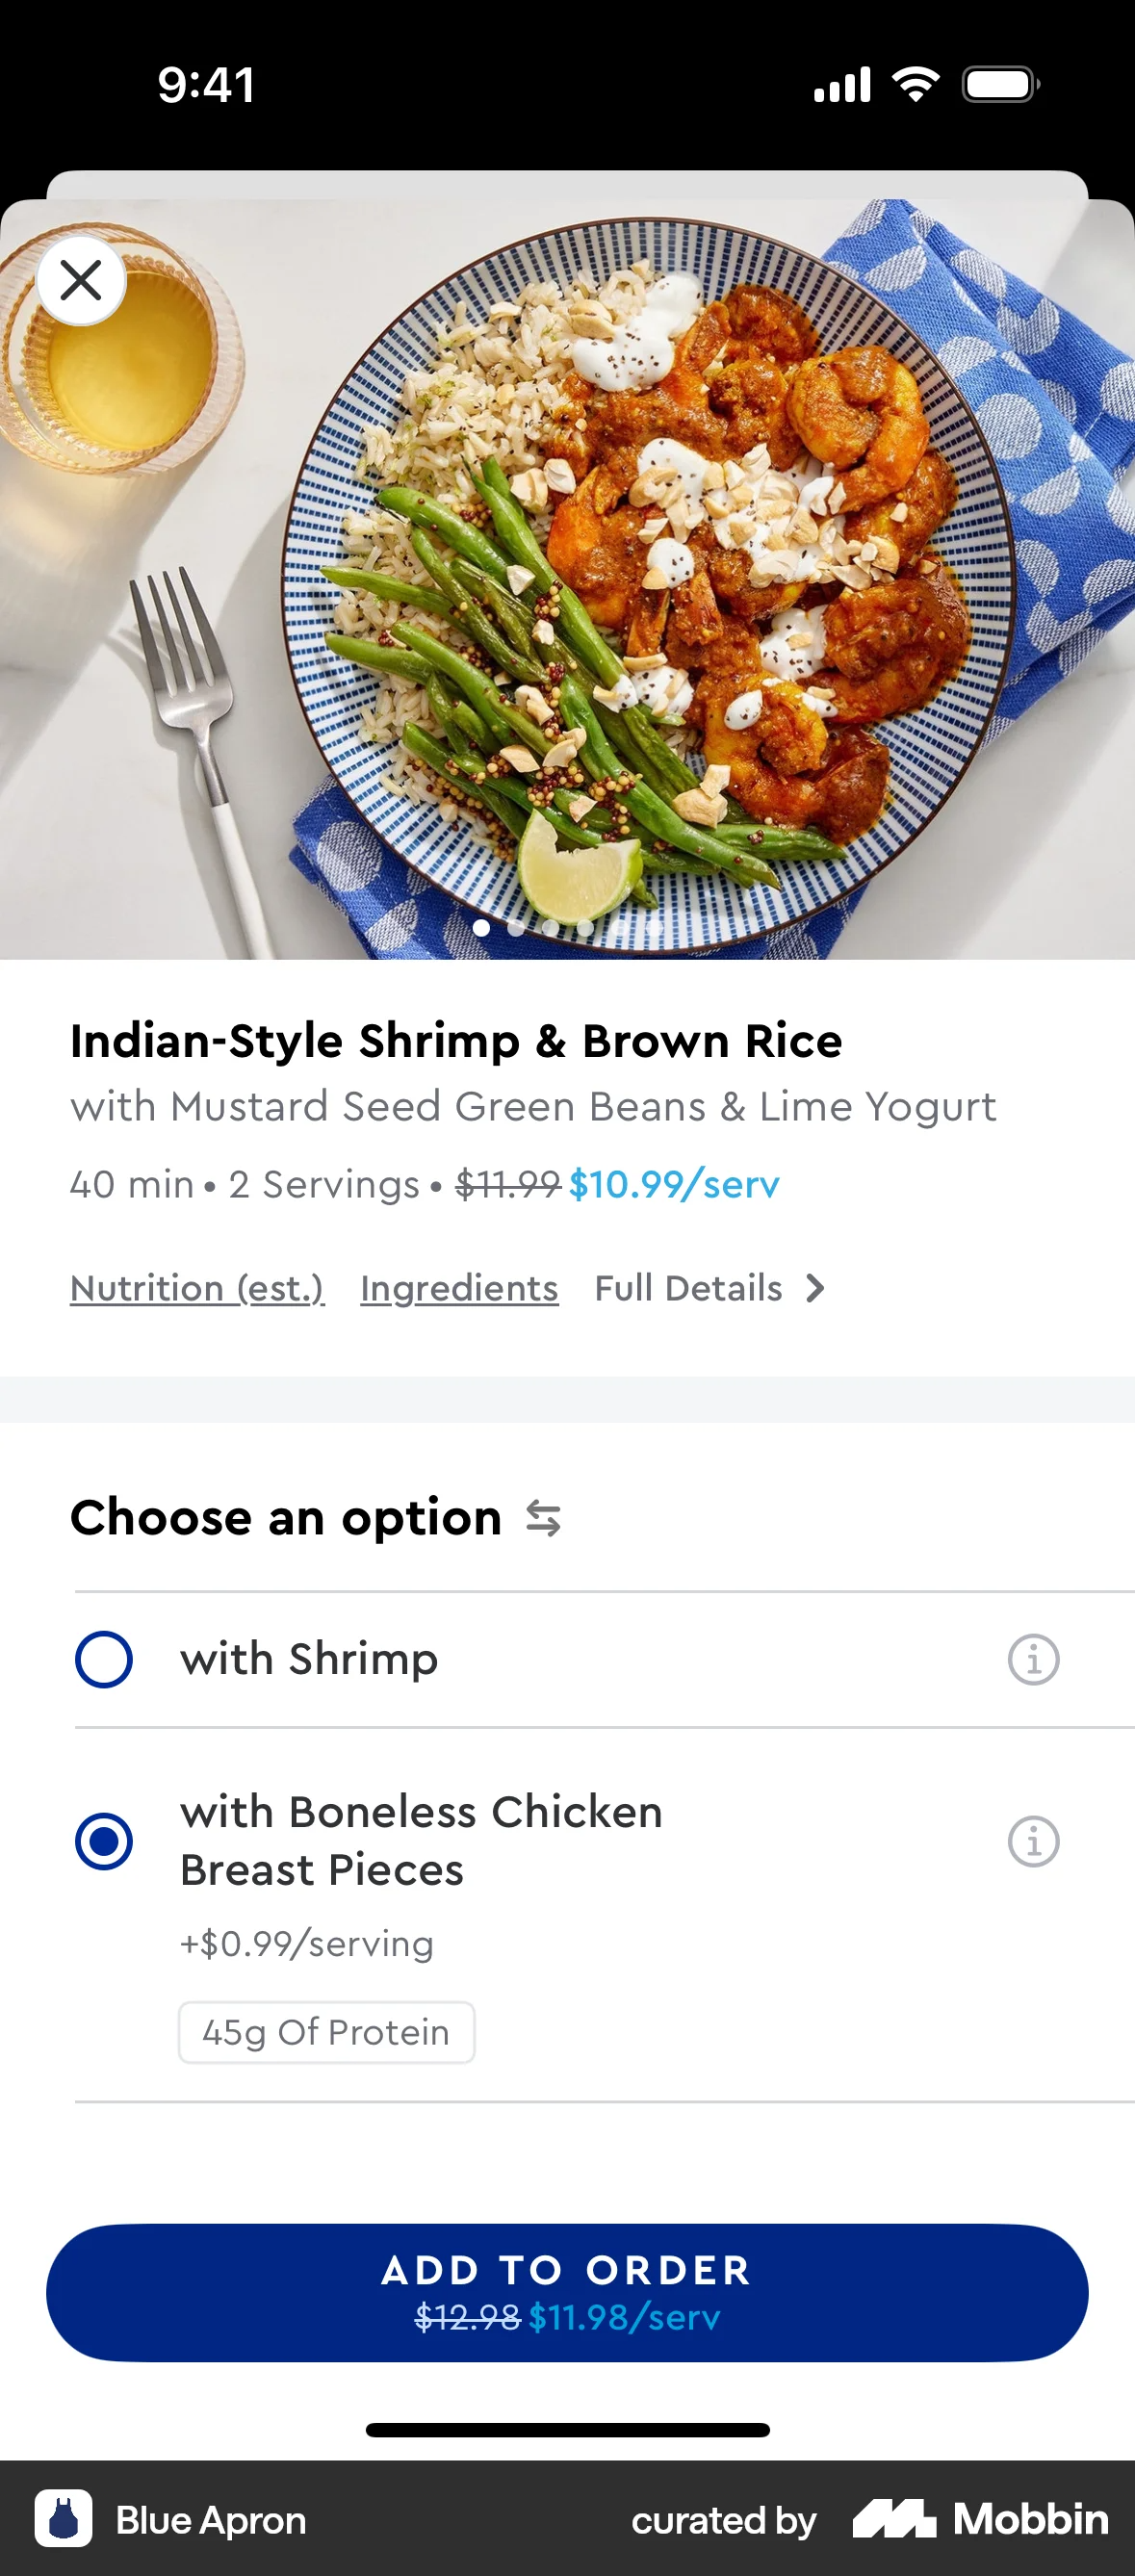 9:41
Indian-Style Shrimp & Brown Rice
with Mustard Seed Green Beans & Lime Yogurt
40 min • 2 Servings • $11.99 $10.99/serv
Nutrition (est.) Ingredients Full Details
Choose an option
with Shrimp
with Boneless Chicken
Breast Pieces
+$0.99/serving
45g Of Protein
ADD TO ORDER
$12.98 $11.98/serv
Blue Apron
curated by Mobbin